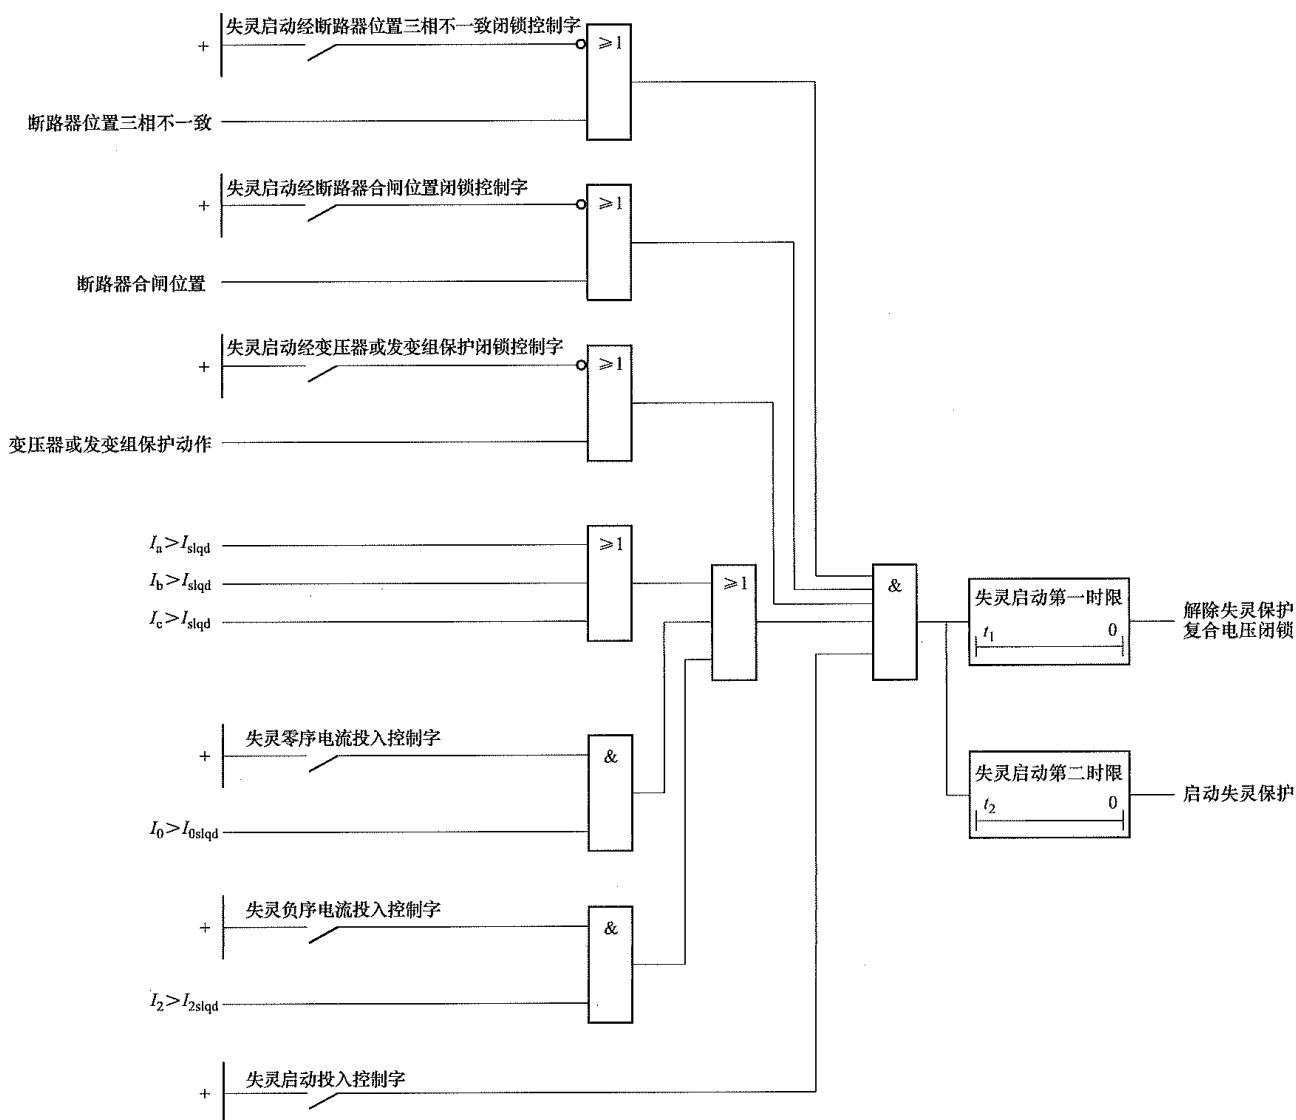 失灵启动经断路器位置三相不一致闭锁控制字
+
≥1
断路器位置三相不一致
失灵启动经断路器合闸位置闭锁控制字
+
≥1
断路器合闸位置
失灵启动经变压器或发变组保护闭锁控制字
+
≥1
变压器或发变组保护动作
Ia>Islqd
≥1
Ib>Islqd
≥1
Ic>Islqd
&
失灵启动第一时限
t1 0
解除失灵保护
复合电压闭锁
失灵零序电流投入控制字
+
&
I0>I0slqd
失灵启动第二时限
t2 0
启动失灵保护
失灵负序电流投入控制字
+
&
I2>I2slqd
失灵启动投入控制字
+